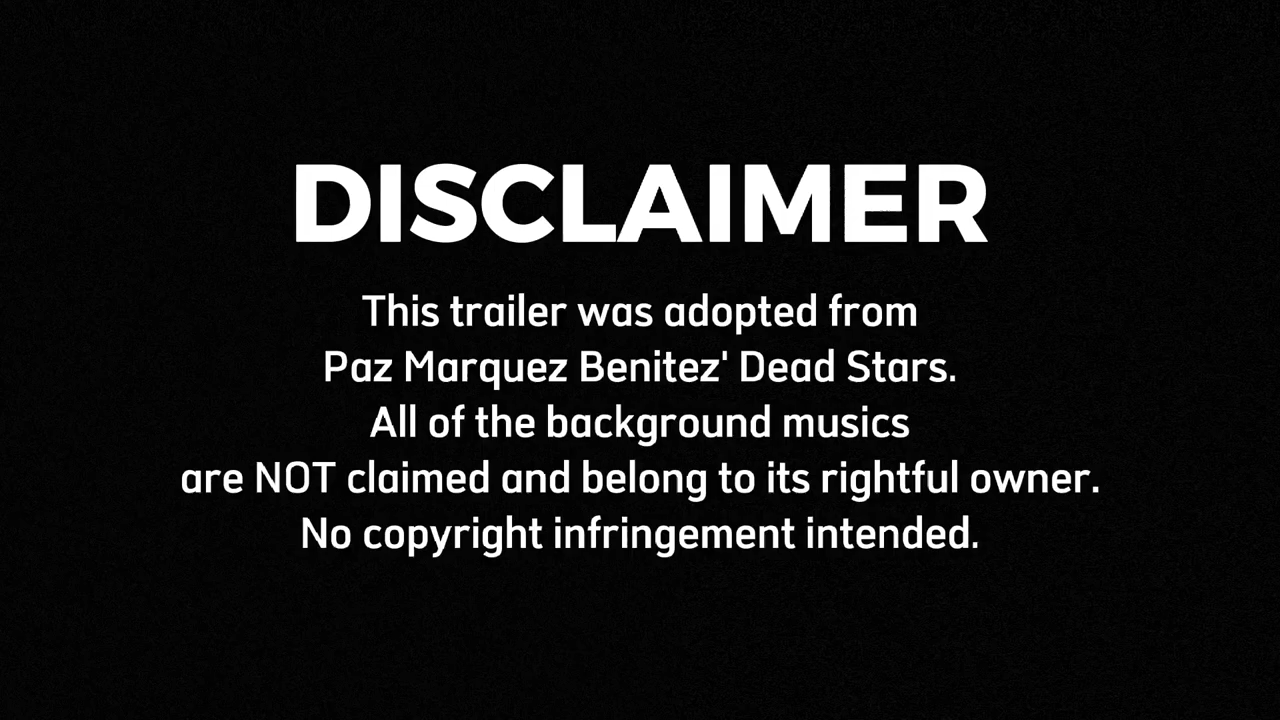 DISCLAIMER
This trailer was adopted from
Paz Marquez Benitez' Dead Stars.
All of the background musics
are NOT claimed and belong to its rightful owner.
No copyright infringement intended.